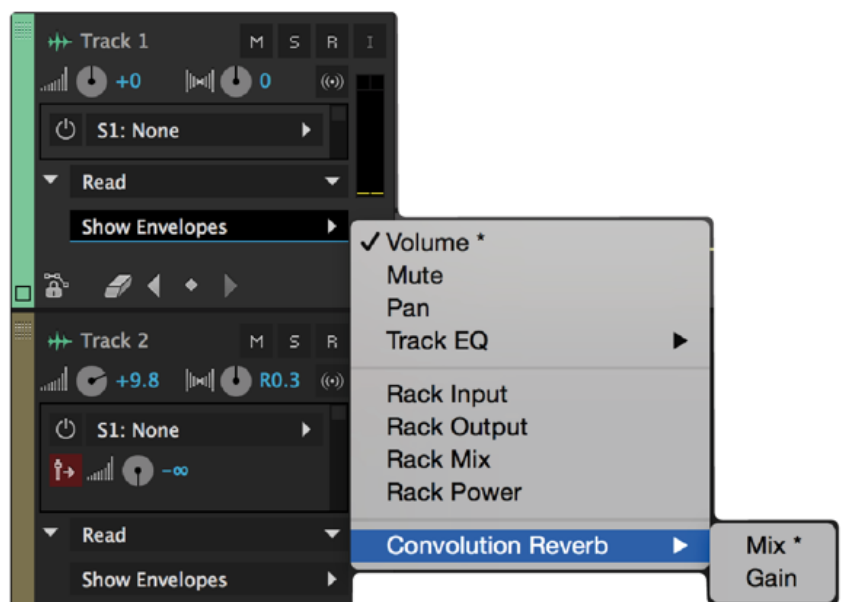 Track 1 M S R I
+0 0
S1: None
Read
Show Envelopes
✓ Volume *
Mute
Pan
Track EQ
Rack Input
Rack Output
Rack Mix
Rack Power
Convolution Reverb
Mix *
Gain
Track 2 M S R
+9.8 R0.3
S1: None
-∞
Read
Show Envelopes